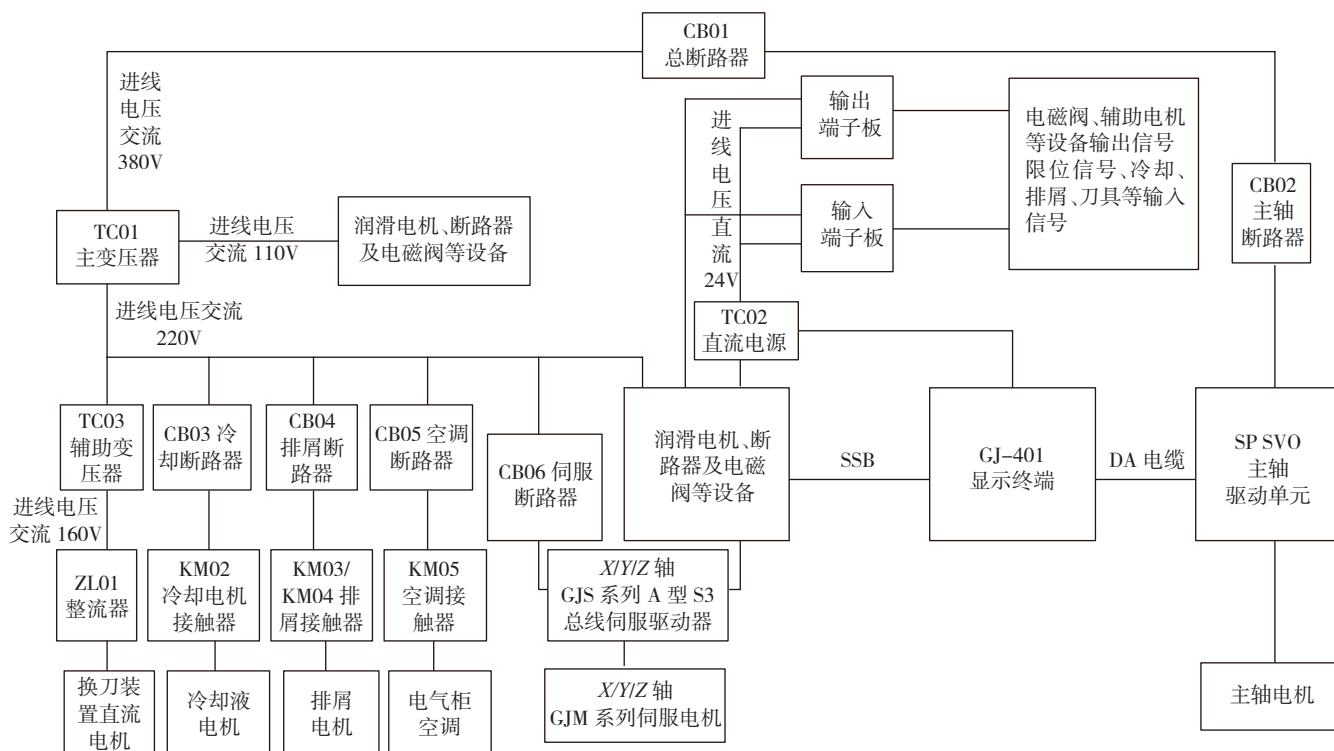 CB01
总断路器
进线
电压
交流
380V
TC01
主变压器
进线电压
交流 110V
润滑电机、断路器
及电磁阀等设备
进线电压交流
220V
进
线
电
压
直
流
24V
输出
端子板
输入
端子板
电磁阀、辅助电机
等设备输出信号
限位信号、冷却、
排屑、刀具等输入
信号
CB02
主轴
断路器
TC02
直流电源
TC03
辅助变
压器
CB03 冷
却断路器
CB04
排屑断
路器
CB05 空调
断路器
CB06 伺服
断路器
润滑电机、断
路器及电磁
阀等设备
SSB
GJ-401
显示终端
DA 电缆
SP SVO
主轴
驱动单元
进线电压
交流 160V
ZL01
整流器
KM02
冷却电机
接触器
KM03/
KM04 排
屑接触器
KM05
空调接
触器
X/Y/Z 轴
GJS 系列 A 型 S3
总线伺服驱动器
换刀装
置直流
电机
冷却液
电机
排屑
电机
电气柜
空调
X/Y/Z 轴
GJM 系列伺服电机
主轴电机